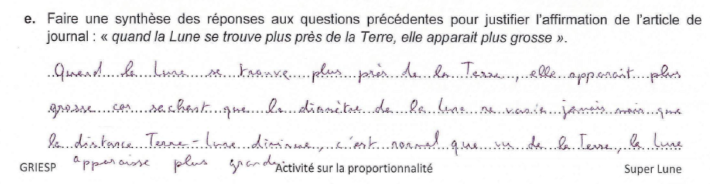 e. Faire une synthèse des réponses aux questions précédentes pour justifier l'affirmation de l'article de
journal : « quand la Lune se trouve plus près de la Terre, elle apparait plus grosse ».
Quand la Lune se trouve plus près de la Terre, elle apparait plus
grosse car sachant que le diamètre de la lune ne varie jamais mais que
la distance Terre-Lune diminue, c'est normal que vu de la Terre, la Lune
apparaisse plus grande.
GRIESP Activité sur la proportionnalité Super Lune